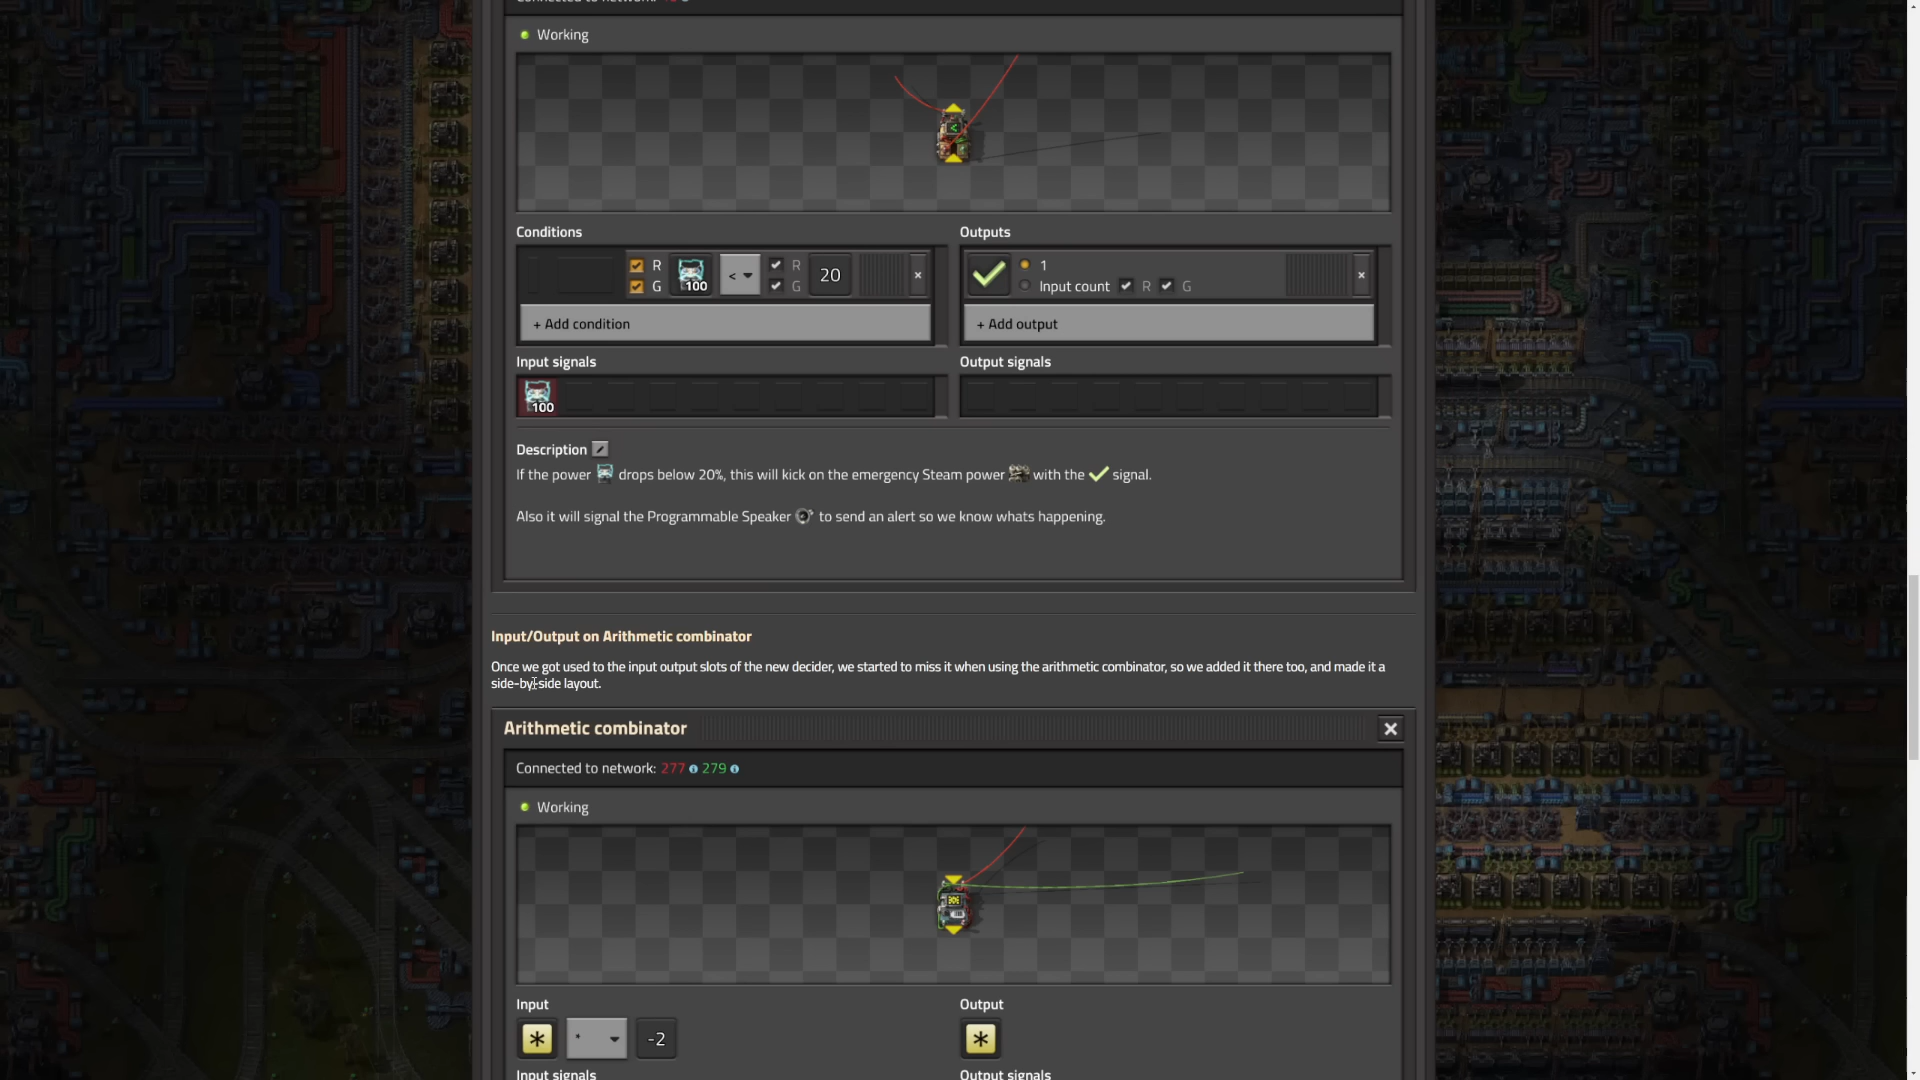 Working
Conditions
Outputs
R
G
100
<
R
G
20
×
1
Input count
R
G
×
+ Add condition
+ Add output
Input signals
Output signals
100
Description
If the power drops below 20%, this will kick on the emergency Steam power with the signal.
Also it will signal the Programmable Speaker to send an alert so we know whats happening.
Input/Output on Arithmetic combinator
Once we got used to the input output slots of the new decider, we started to miss it when using the arithmetic combinator, so we added it there too, and made it a
side-by-side layout.
Arithmetic combinator
Connected to network: 277 279
Working
Input
Output
*
*
-2
*
Input signals
Output signals